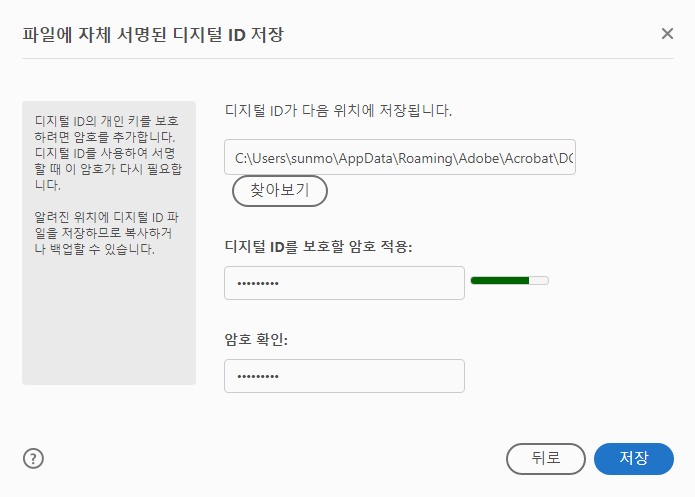 파일에 자체 서명된 디지털 ID 저장
디지털 ID의 개인 키를 보호
하려면 암호를 추가합니다.
디지털 ID를 사용하여 서명
할 때 이 암호가 다시 필요합
니다.
알려진 위치에 디지털 ID 파
일을 저장하므로 복사하거
나 백업할 수 있습니다.
디지털 ID가 다음 위치에 저장됩니다.
C:\Users\sunmo\AppData\Roaming\Adobe\Acrobat\DC
찾아보기
디지털 ID를 보호할 암호 적용:
•••••••••
암호 확인:
•••••••••
?
뒤로
저장